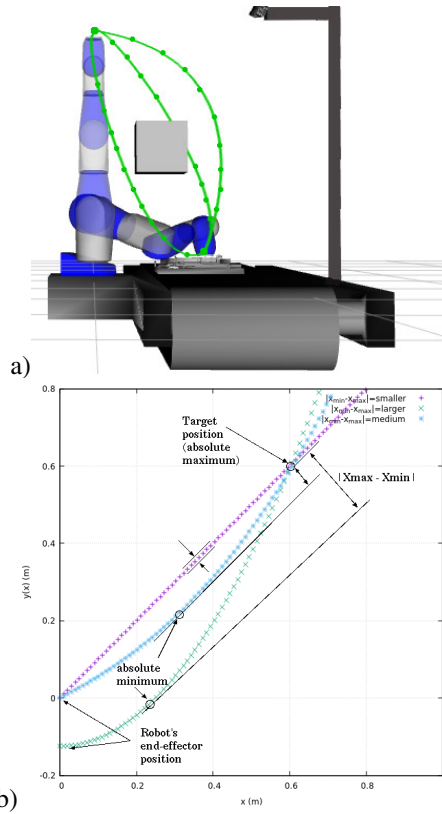 a)
0.8
|xmin-xmax|=smaller
|xmin-xmax|=larger
|xmin-xmax|=medium
Target
position
(absolute
maximum)
0.6
|Xmax - Xmin |
0.4
y(x) (m)
0.2
absolute
minimum
0
Robot's
end-effector
position
-0.2
0 0.2 0.4 0.6 0.8
x (m)
b)